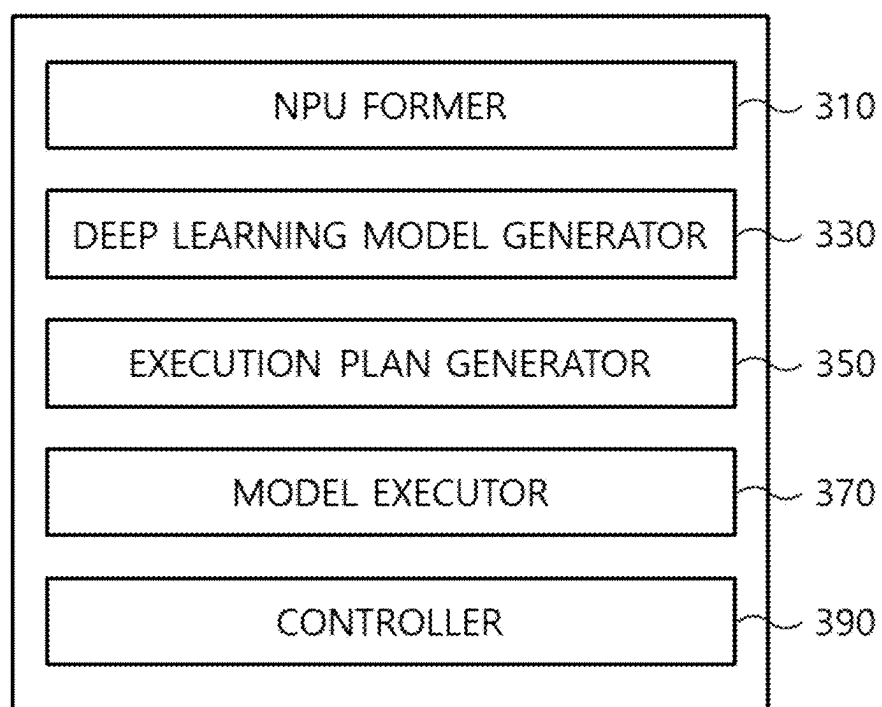 NPU FORMER 310
DEEP LEARNING MODEL GENERATOR 330
EXECUTION PLAN GENERATOR 350
MODEL EXECUTOR 370
CONTROLLER 390